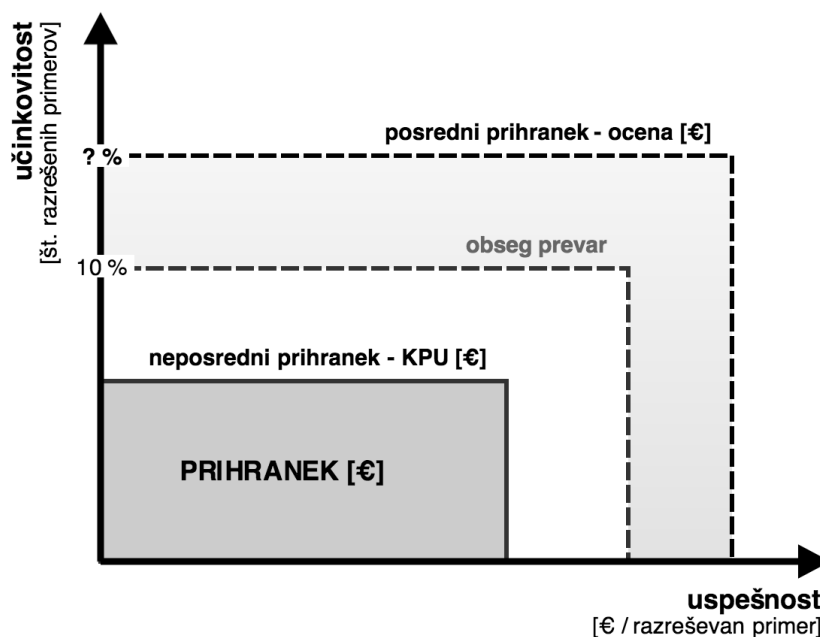 učinkovitost
[št. razrešenih primerov]
posredni prihranek - ocena [€]
? %
obseg prevar
10 %
neposredni prihranek - KPU [€]
PRIHRANEK [€]
uspešnost
[€ / razreševan primer]